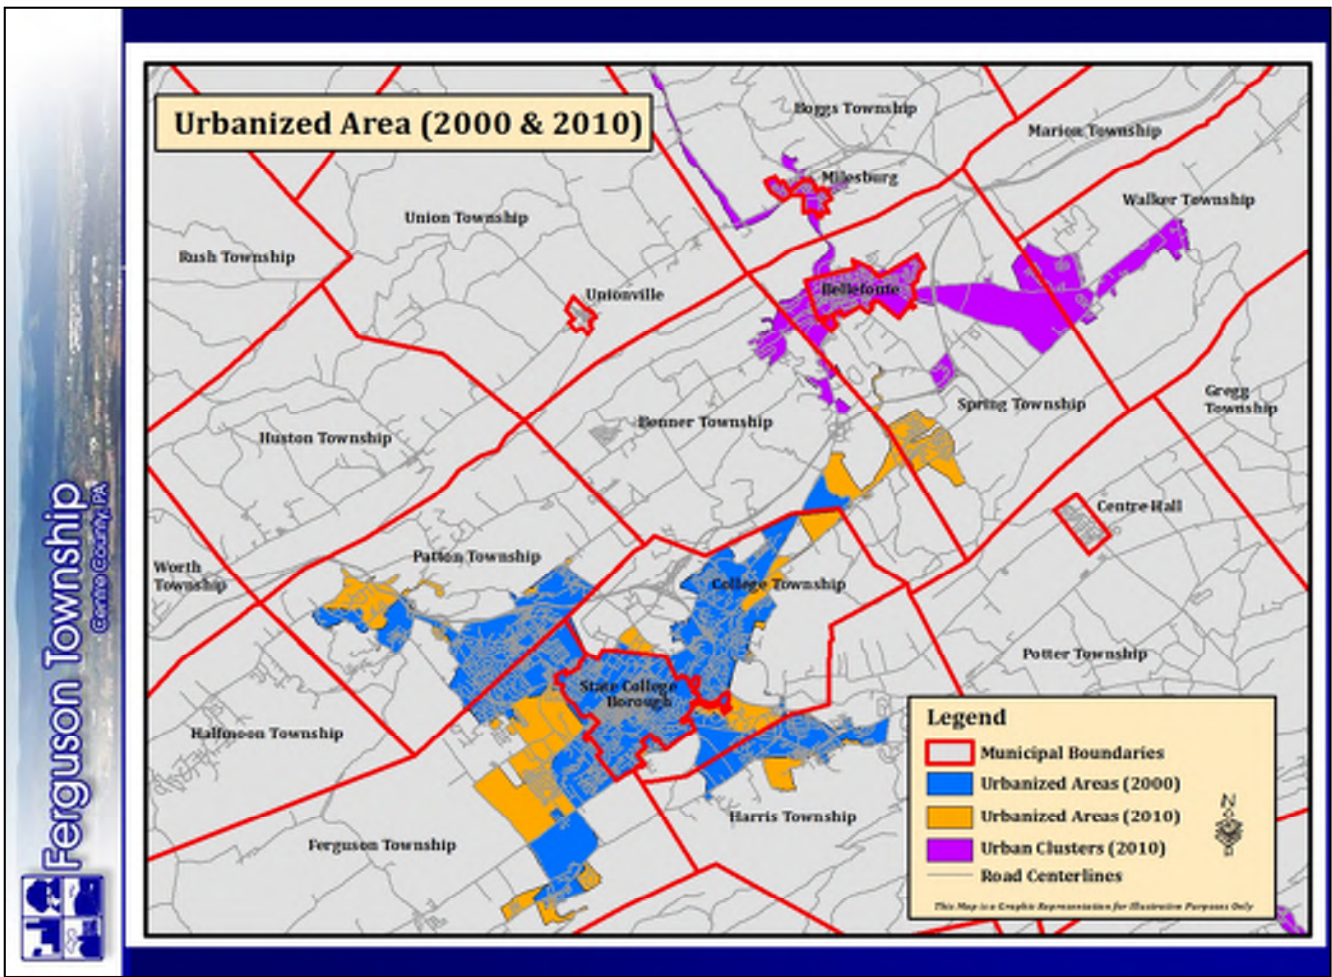 Ferguson Township
Centre County, PA
Urbanized Area (2000 & 2010)
Boggs Township
Marion Township
Milesburg
Walker Township
Union Township
Rush Township
Unionville
Bellefonte
Gregg
Township
Spring Township
Benner Township
Huston Township
Centre Hall
Patton Township
Worth
Township
College Township
Potter Township
State College
Borough
Halfmoon Township
Harris Township
Ferguson Township
Legend
Municipal Boundaries
Urbanized Areas (2000)
Urbanized Areas (2010)
Urban Clusters (2010)
Road Centerlines
N
This Map is a Graphic Representation for Illustrative Purposes Only